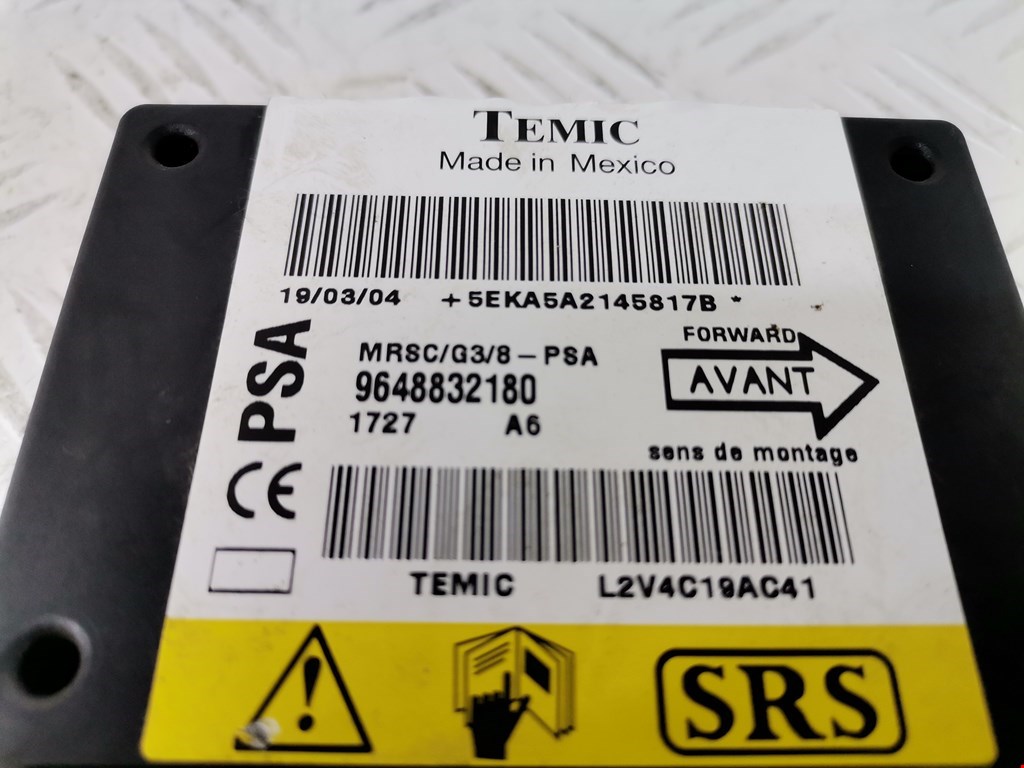 TEMIC
Made in Mexico
19/03/04 +5EKA5A2145817B *
PSA
MRSC/G3/8-PSA
9648832180
1727 A6
FORWARD
AVANT
sens de montage
CE
TEMIC L2V4C19AC41
SRS